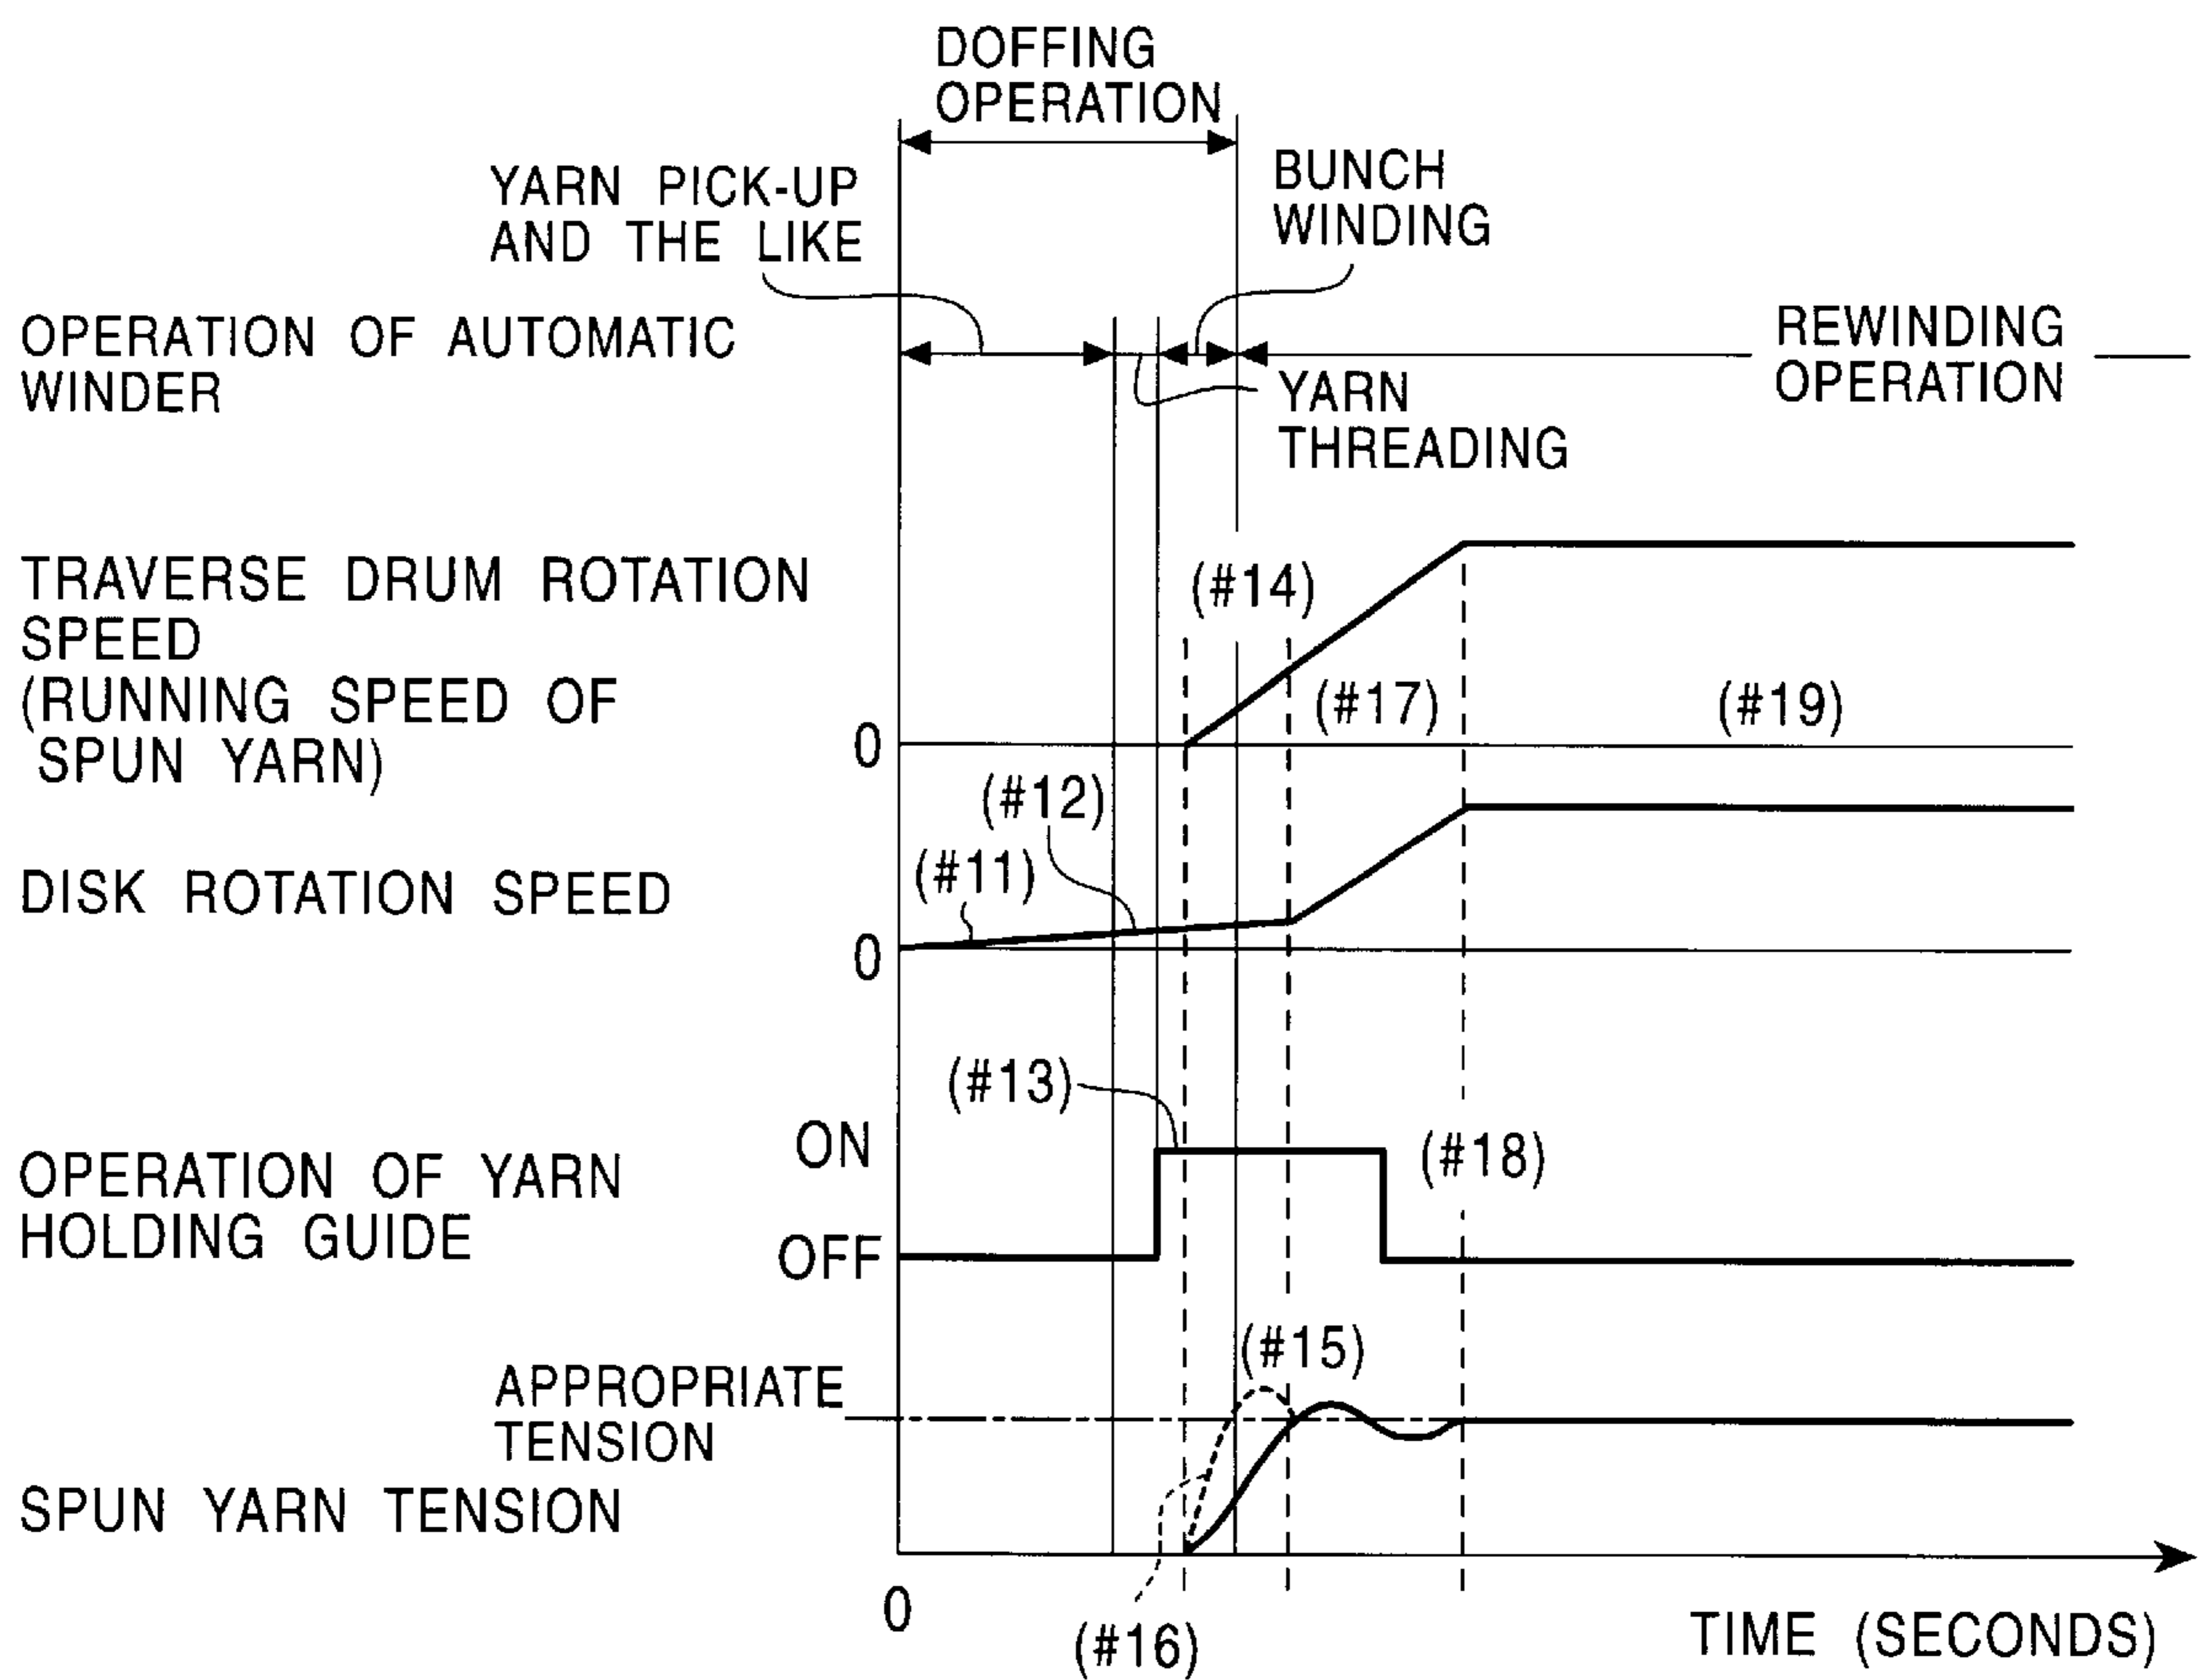 DOFFING
OPERATION
YARN PICK-UP
AND THE LIKE
BUNCH
WINDING
OPERATION OF AUTOMATIC
WINDER
REWINDING
OPERATION
YARN
THREADING
TRAVERSE DRUM ROTATION
SPEED
(RUNNING SPEED OF
SPUN YARN)
0
(#14)
(#17)
(#19)
(#12)
(#11)
DISK ROTATION SPEED
0
(#13)
ON
OPERATION OF YARN
HOLDING GUIDE
OFF
(#18)
(#15)
APPROPRIATE
TENSION
SPUN YARN TENSION
0
(#16)
TIME (SECONDS)